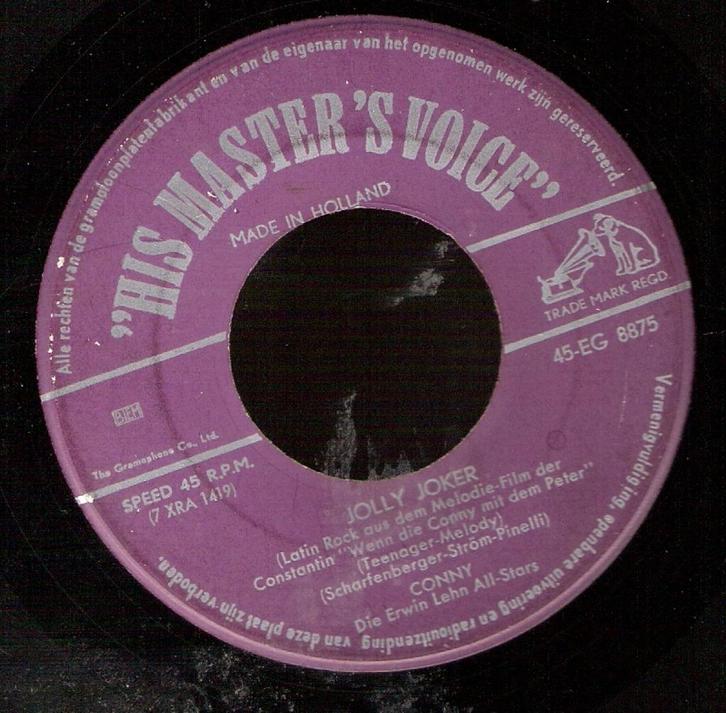 Alle rechten van de gramofoonplatenfabrikant en van de eigenaar van het opgenomen werk zijn gereserveerd.
"HIS MASTER'S VOICE"
MADE IN HOLLAND
TRADE MARK REGD.
45-EG 8875
BIEM
The Gramophone Co., Ltd.
SPEED 45 R.P.M.
(7 XRA 1419)
JOLLY JOKER
(Latin Rock aus dem Melodie-Film der
Constantin "Wenn die Conny mit dem Peter"
(Teenager-Melody)
(Scharfenberger-Ström-Pinelli)
CONNY
Die Erwin Lehn All-Stars
Vermenigvuldiging, openbare uitvoering en radiouitzending van deze plaat zijn verboden.